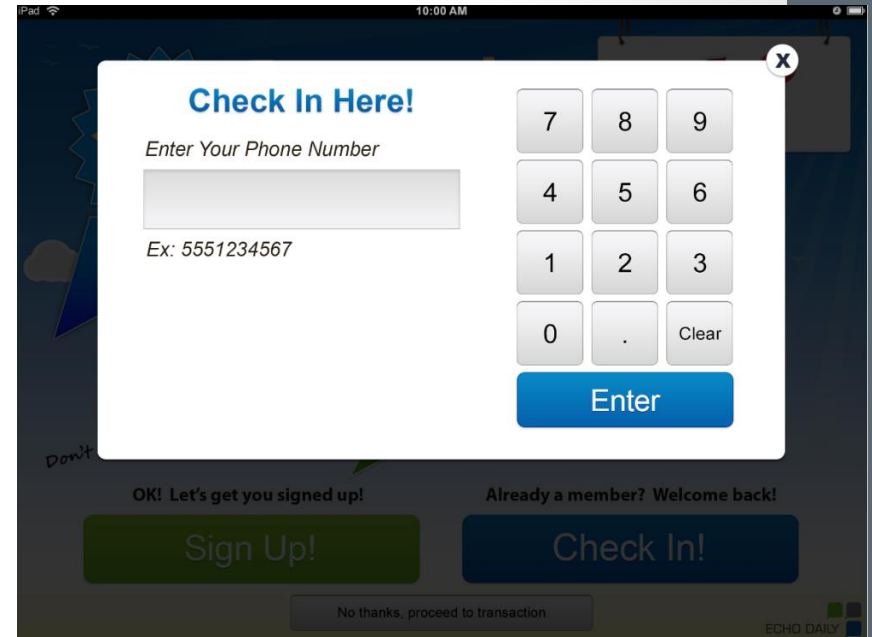 iPad 10:00 AM
X
Check In Here!
Enter Your Phone Number
Ex: 5551234567
7 8 9
4 5 6
1 2 3
0 . Clear
Enter
Don't
OK! Let's get you signed up! Already a member? Welcome back!
Sign Up! Check In!
No thanks, proceed to transaction
ECHO DAILY